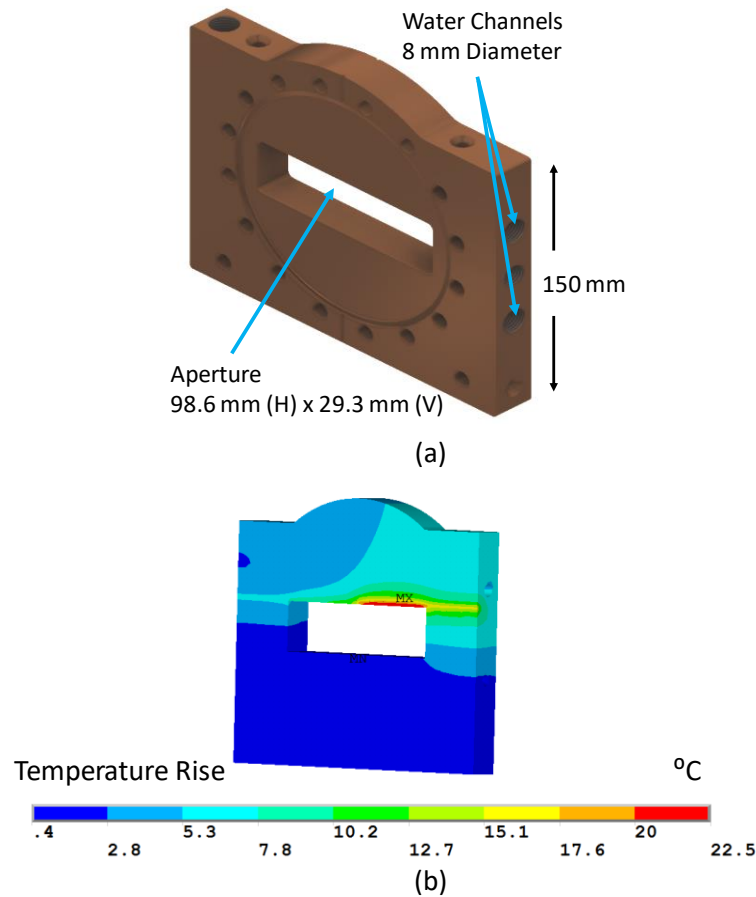 Water Channels
8 mm Diameter
150 mm
Aperture
98.6 mm (H) x 29.3 mm (V)
(a)
MX
Temperature Rise
ºC
.4
5.3
10.2
15.1
20
2.8
7.8
12.7
17.6
22.5
(b)